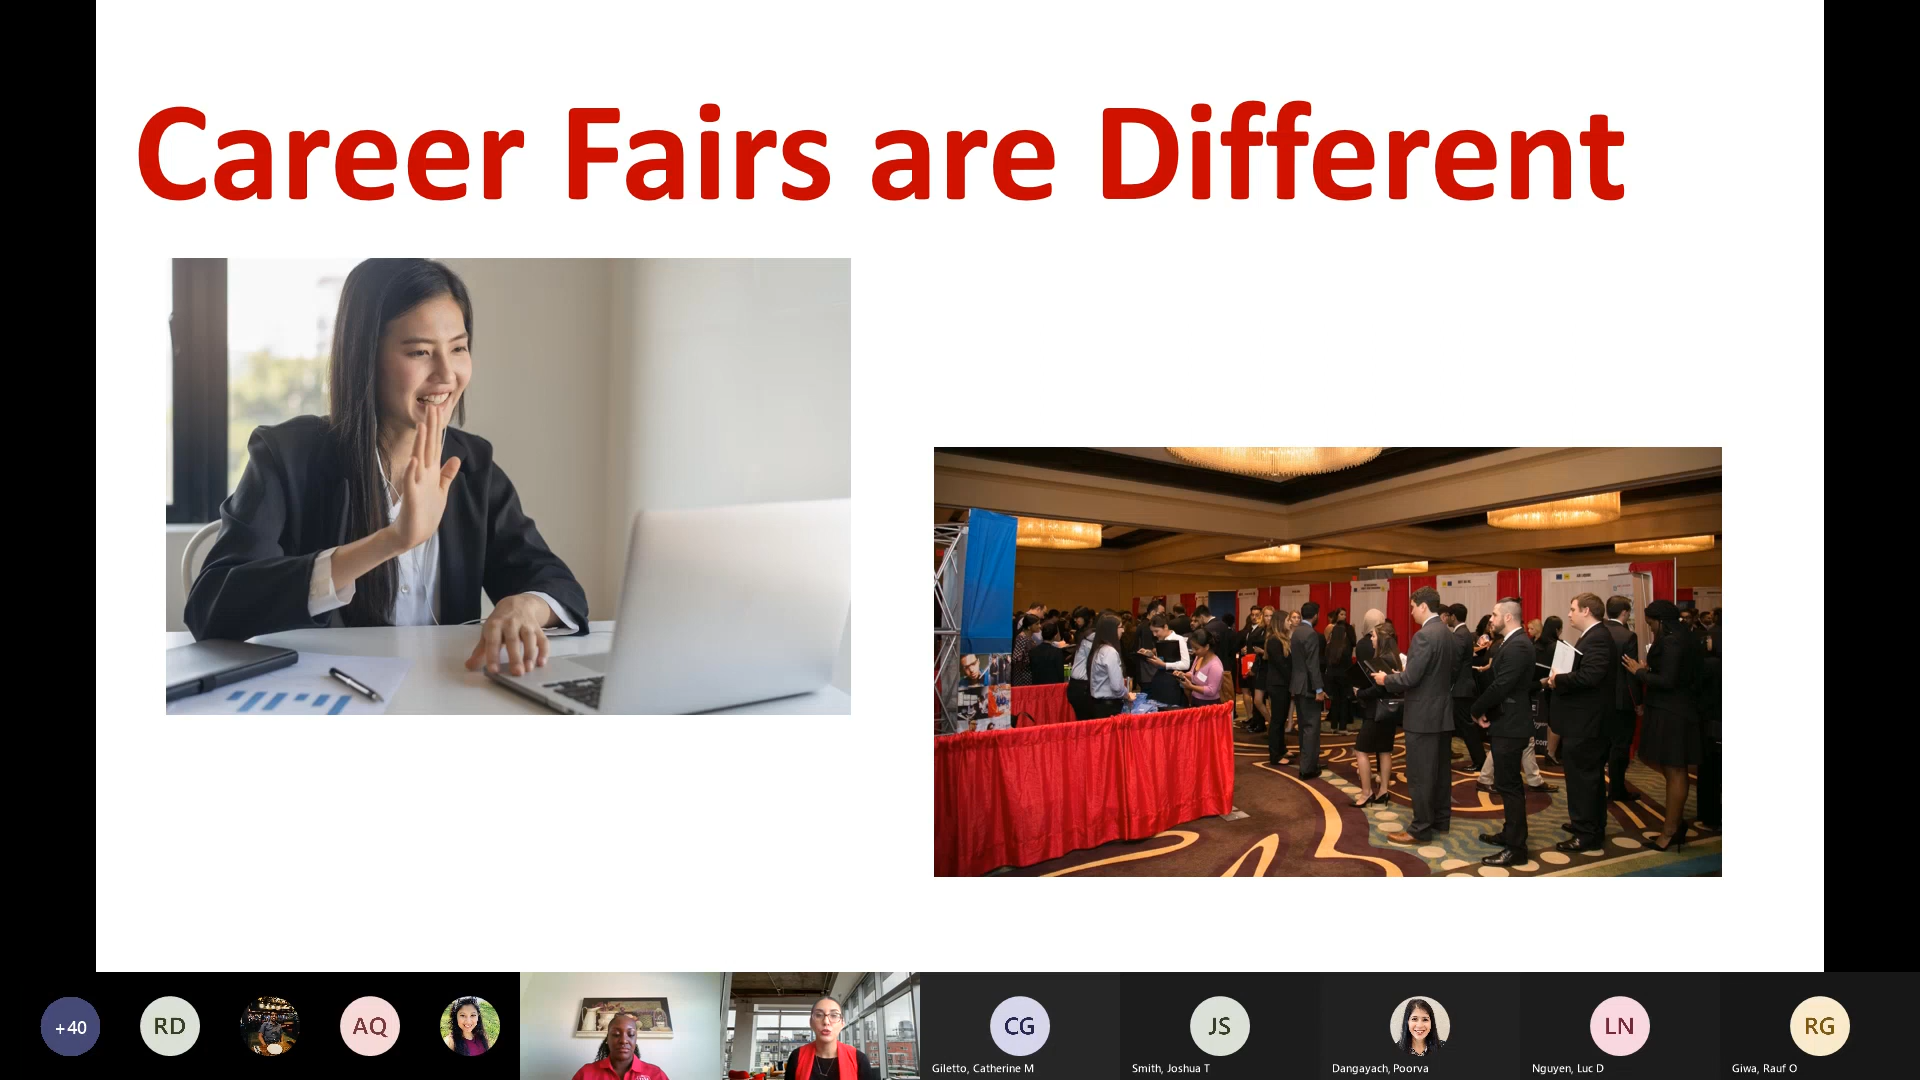 Career Fairs are Different
+40
RD
AQ
CG
Giletto, Catherine M
JS
Smith, Joshua T
Dangayach, Poorva
LN
Nguyen, Luc D
RG
Giwa, Rauf O